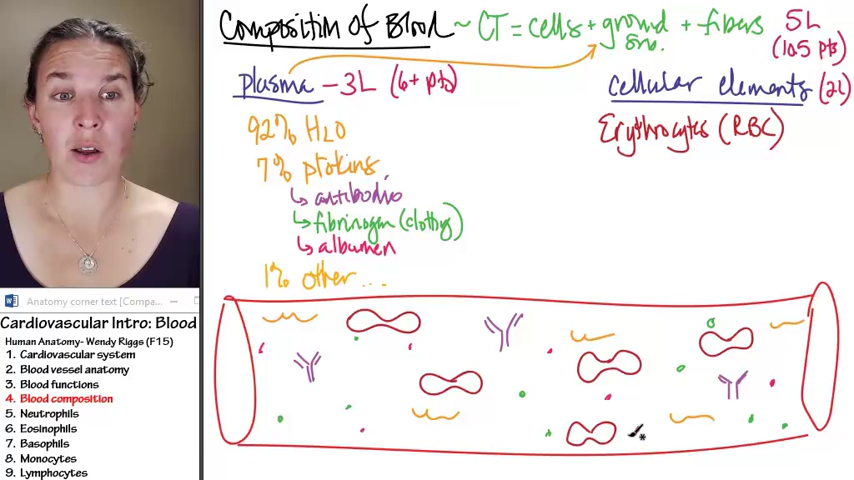 Composition of Blood ~ CT = cells + ground + fibers 5L
sub. (10.5 pts)
plasma - 3L (6+ pts) cellular elements (2L)
92% H2O Erythrocytes (RBC)
7% proteins
↳ antibodies
↳ fibrinogen (clotting)
↳ albumen
1% other...
Anatomy corner text [Compa...
Cardiovascular Intro: Blood
Human Anatomy- Wendy Riggs (F15)
1. Cardiovascular system
2. Blood vessel anatomy
3. Blood functions
4. Blood composition
5. Neutrophils
6. Eosinophils
7. Basophils
8. Monocytes
9. Lymphocytes